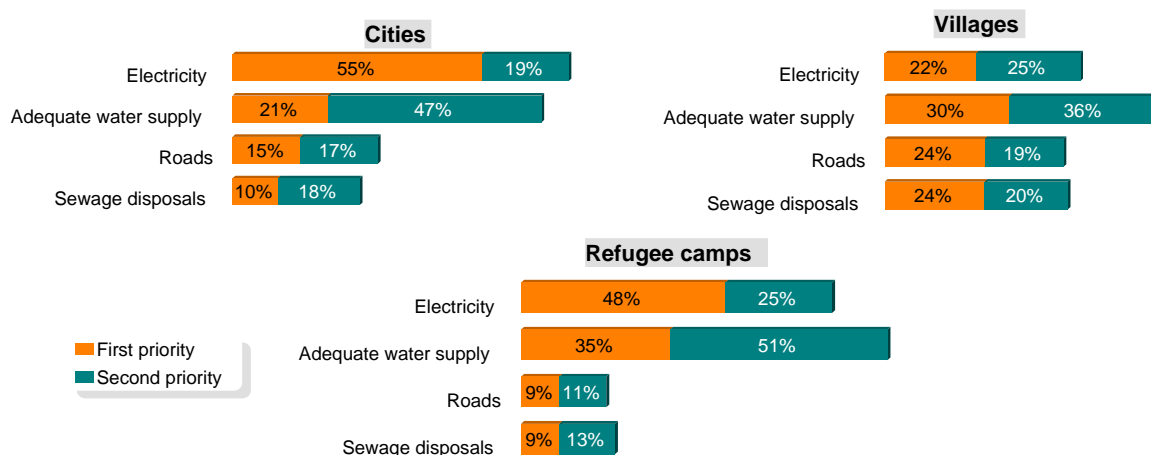 Cities
Electricity 55% 19%
Adequate water supply 21% 47%
Roads 15% 17%
Sewage disposals 10% 18%
Villages
Electricity 22% 25%
Adequate water supply 30% 36%
Roads 24% 19%
Sewage disposals 24% 20%
Refugee camps
Electricity 48% 25%
Adequate water supply 35% 51%
Roads 9% 11%
Sewage disposals 9% 13%
First priority
Second priority